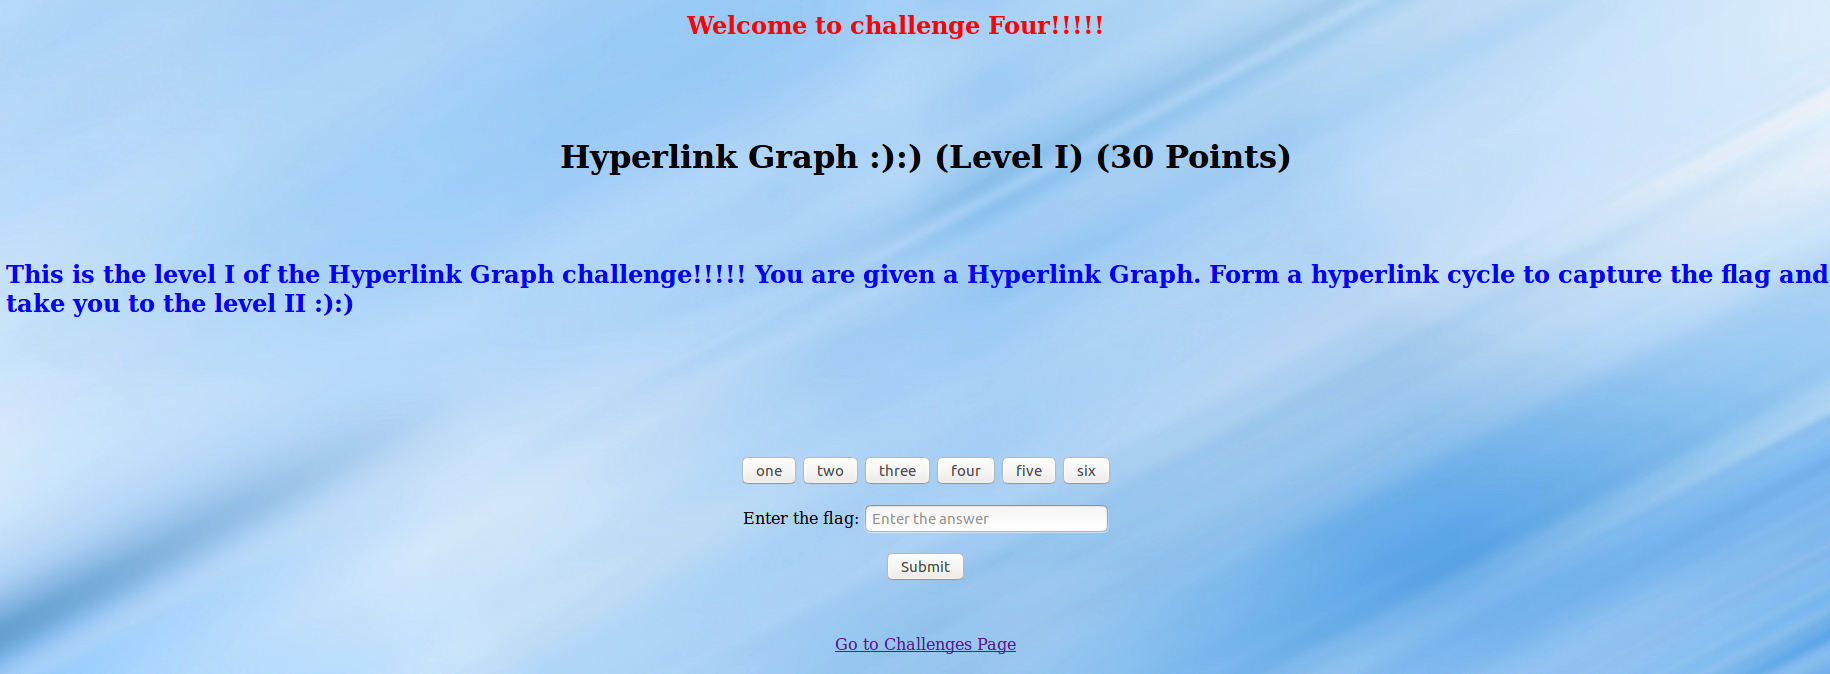 Welcome to challenge Four!!!!!
Hyperlink Graph :):) (Level I) (30 Points)
This is the level I of the Hyperlink Graph challenge!!!!! You are given a Hyperlink Graph. Form a hyperlink cycle to capture the flag and
take you to the level II :):)
one two three four five six
Enter the flag: Enter the answer
Submit
Go to Challenges Page